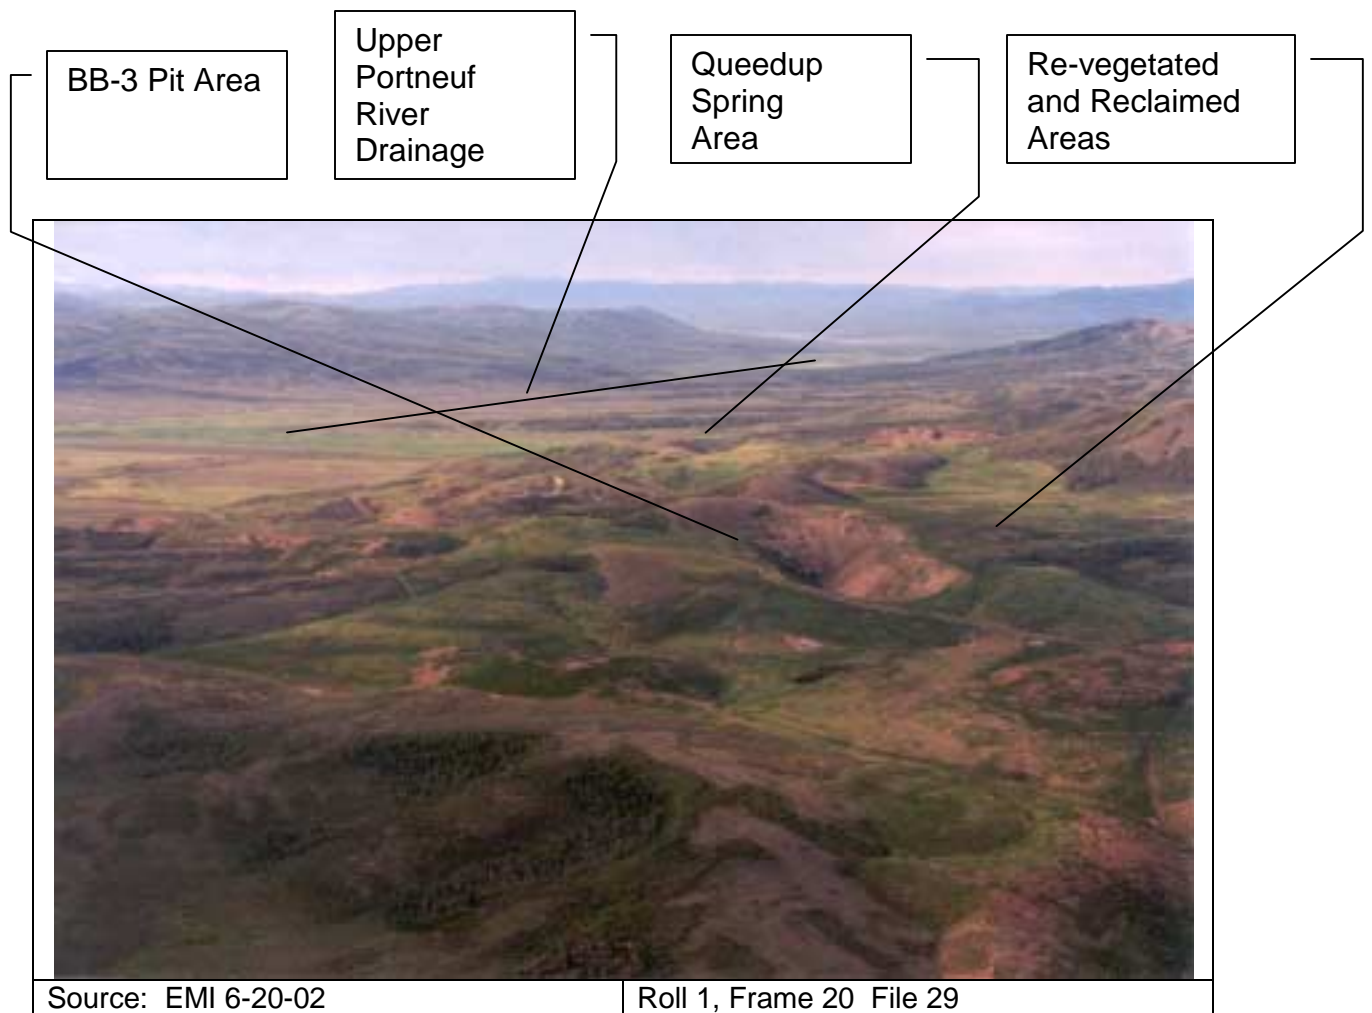 BB-3 Pit Area
Upper
Portneuf
River
Drainage
Queedup
Spring
Area
Re-vegetated
and Reclaimed
Areas
Source:  EMI 6-20-02
Roll 1, Frame 20  File 29